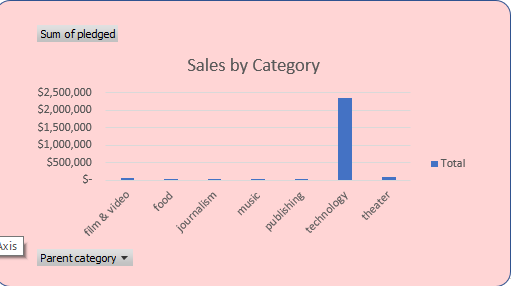 Sum of pledged
Sales by Category
$2,500,000
$2,000,000
$1,500,000
$1,000,000
$500,000
$-
film & video
food
journalism
music
publishing
technology
theater
Total
Axis
Parent category